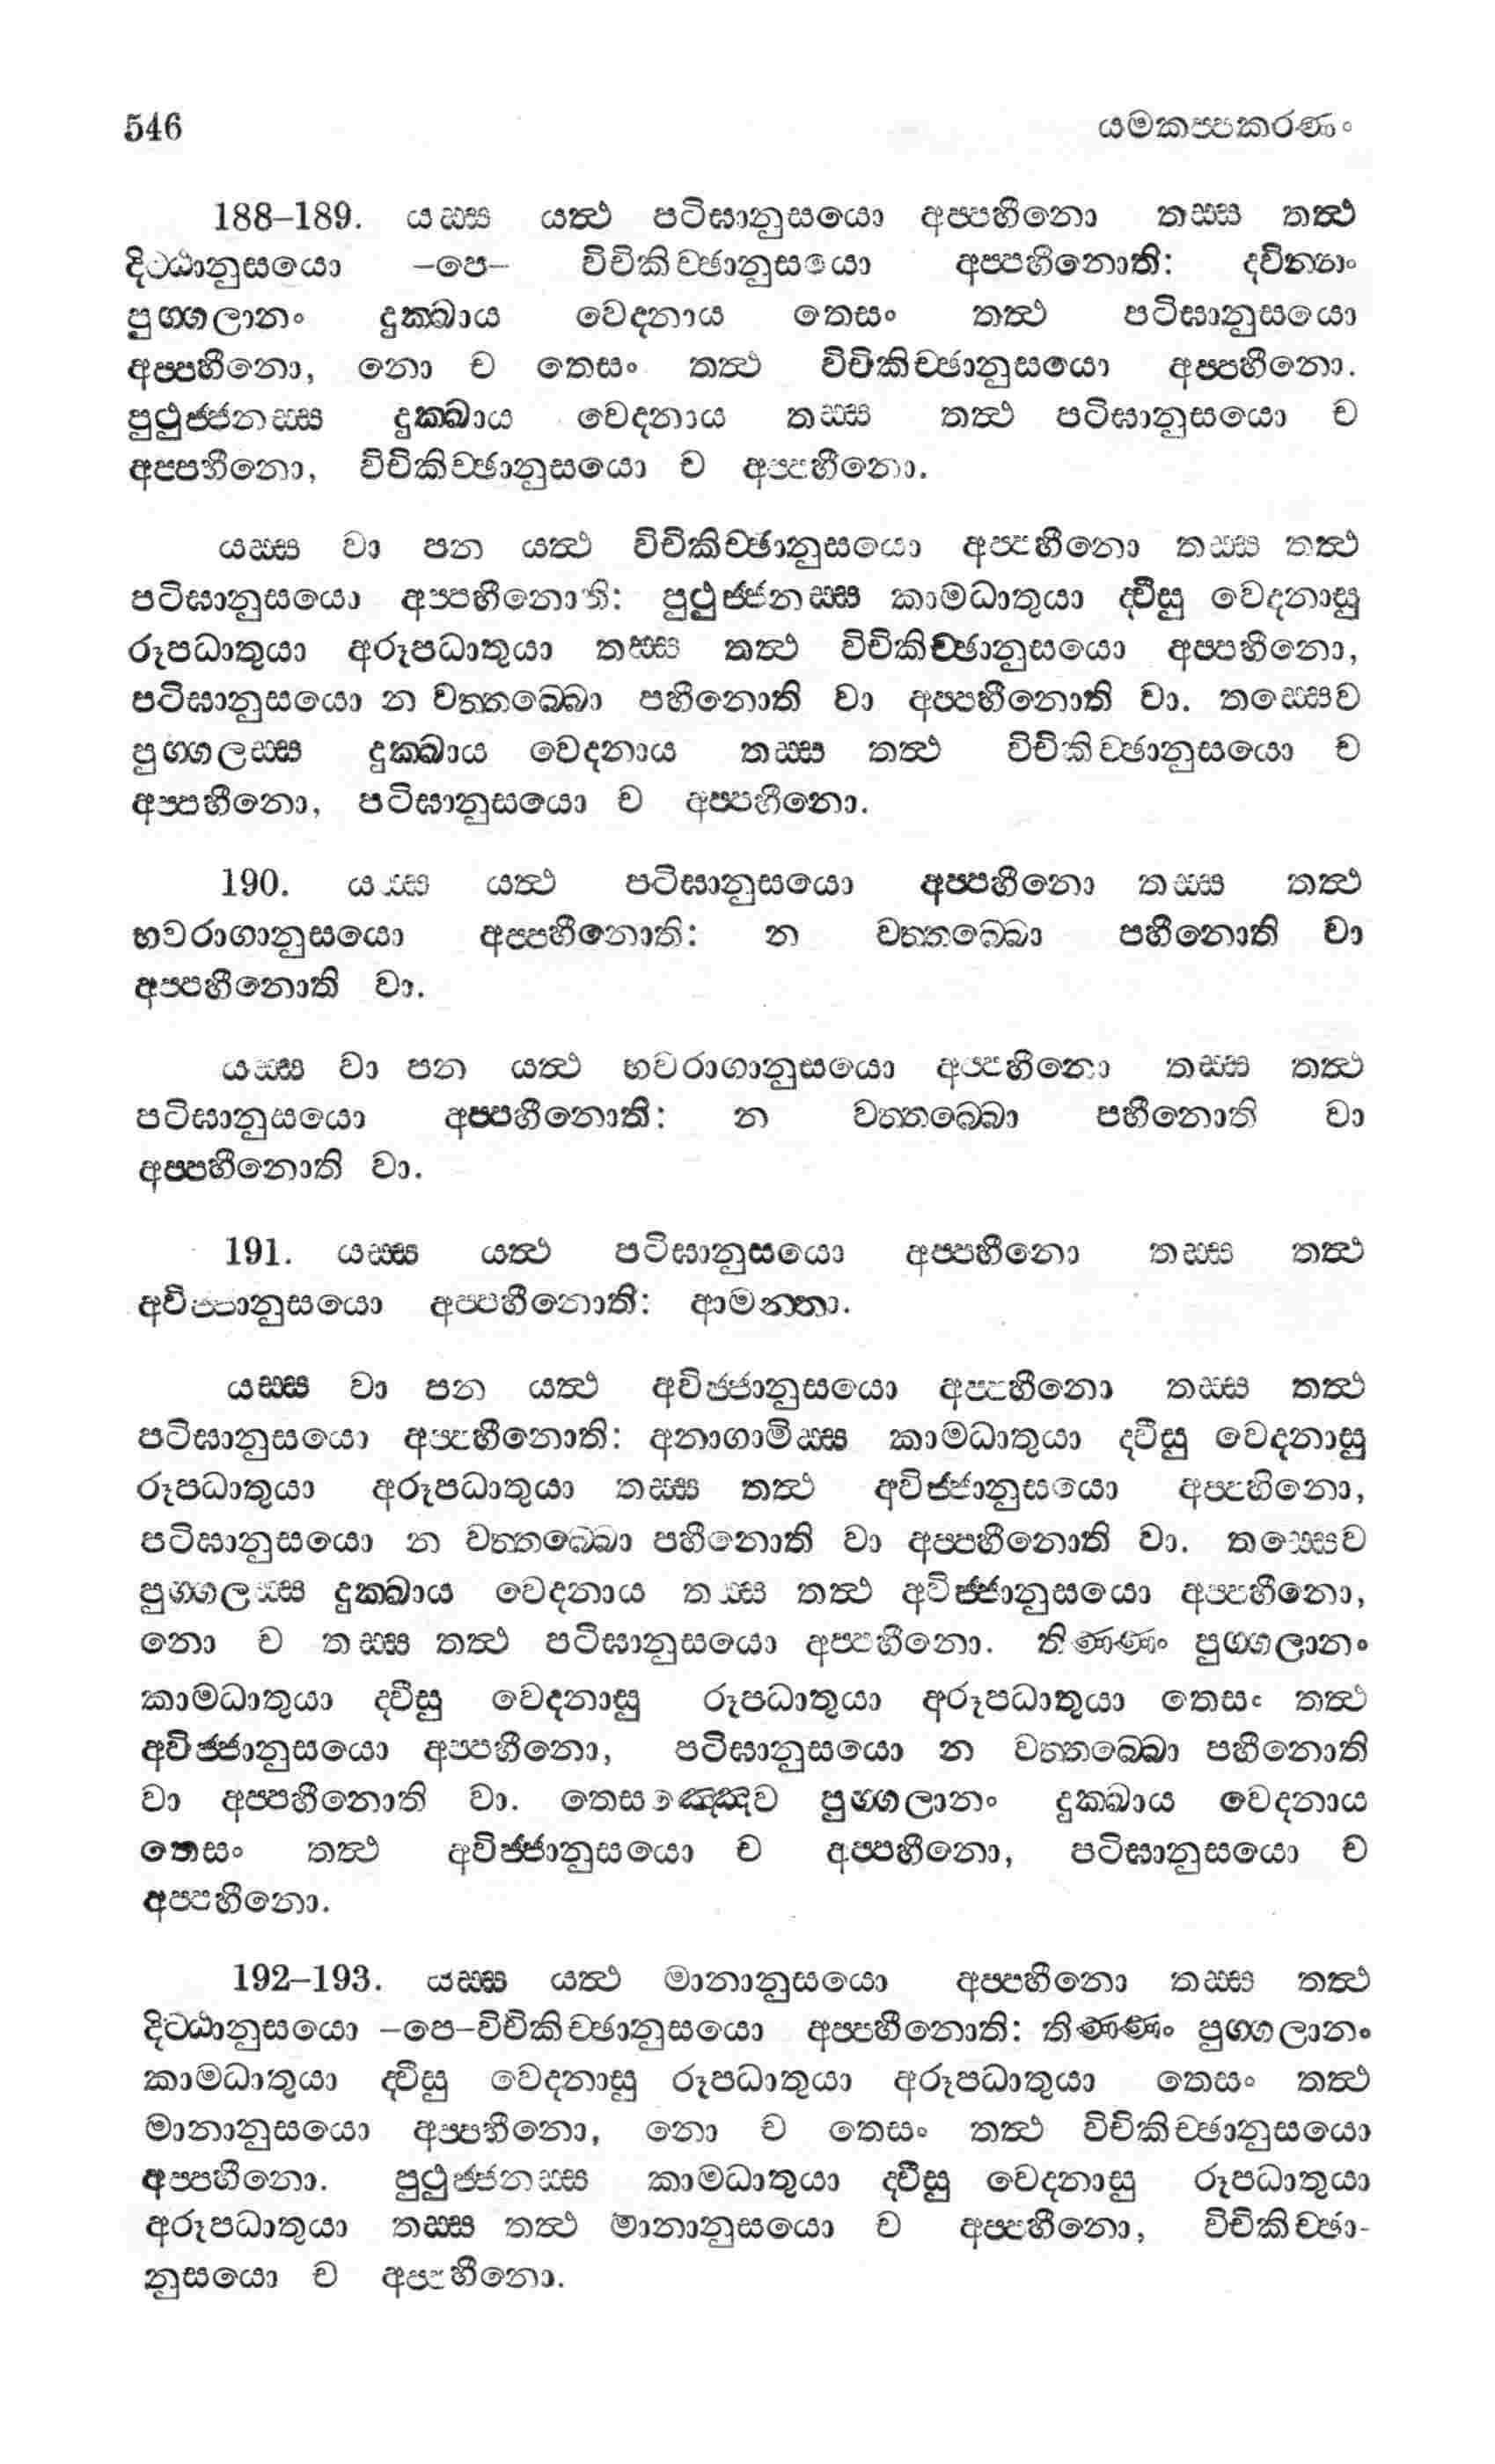 546 යමකප්පකරණං
188–189. යස්ස යත්ථ පටිඝානුසයො අප්පහීනො තස්ස තත්ථ
දිට්ඨානුසයො –පෙ– විචිකිච්ඡානුසයො අප්පහීනොති: ද්වින්නං
පුග්ගලානං දුක්ඛාය වෙදනාය තෙසං තත්ථ පටිඝානුසයො
අප්පහීනො, නො ච තෙසං තත්ථ විචිකිච්ඡානුසයො අප්පහීනො.
පුථුජ්ජනස්ස දුක්ඛාය වෙදනාය තස්ස තත්ථ පටිඝානුසයො ච
අප්පහීනො, විචිකිච්ඡානුසයො ච අප්පහීනො.
යස්ස වා පන යත්ථ විචිකිච්ඡානුසයො අප්පහීනො තස්ස තත්ථ
පටිඝානුසයො අප්පහීනොති: පුථුජ්ජනස්ස කාමධාතුයා ද්වීසු වෙදනාසු
රූපධාතුයා අරූපධාතුයා තස්ස තත්ථ විචිකිච්ඡානුසයො අප්පහීනො,
පටිඝානුසයො න වත්තබ්බො පහීනොති වා අප්පහීනොති වා. තස්සෙව
පුග්ගලස්ස දුක්ඛාය වෙදනාය තස්ස තත්ථ විචිකිච්ඡානුසයො ච
අප්පහීනො, පටිඝානුසයො ච අප්පහීනො.
190. යස්ස යත්ථ පටිඝානුසයො අප්පහීනො තස්ස තත්ථ
භවරාගානුසයො අප්පහීනොති: න වත්තබ්බො පහීනොති වා
අප්පහීනොති වා.
යස්ස වා පන යත්ථ භවරාගානුසයො අප්පහීනො තස්ස තත්ථ
පටිඝානුසයො අප්පහීනොති: න වත්තබ්බො පහීනොති වා
අප්පහීනොති වා.
191. යස්ස යත්ථ පටිඝානුසයො අප්පහීනො තස්ස තත්ථ
අවිජ්ජානුසයො අප්පහීනොති: ආමන්තා.
යස්ස වා පන යත්ථ අවිජ්ජානුසයො අප්පහීනො තස්ස තත්ථ
පටිඝානුසයො අප්පහීනොති: අනාගාමිස්ස කාමධාතුයා ද්වීසු වෙදනාසු
රූපධාතුයා අරූපධාතුයා තස්ස තත්ථ අවිජ්ජානුසයො අප්පහීනො,
පටිඝානුසයො න වත්තබ්බො පහීනොති වා අප්පහීනොති වා. තස්සෙව
පුග්ගලස්ස දුක්ඛාය වෙදනාය තස්ස තත්ථ අවිජ්ජානුසයො අප්පහීනො,
නො ච තස්ස තත්ථ පටිඝානුසයො අප්පහීනො. තිණ්ණං පුග්ගලානං
කාමධාතුයා ද්වීසු වෙදනාසු රූපධාතුයා අරූපධාතුයා තෙසං තත්ථ
අවිජ්ජානුසයො අප්පහීනො, පටිඝානුසයො න වත්තබ්බො පහීනොති
වා අප්පහීනොති වා. තෙසඤ්ඤෙව පුග්ගලානං දුක්ඛාය වෙදනාය
තෙසං තත්ථ අවිජ්ජානුසයො ච අප්පහීනො, පටිඝානුසයො ච
අප්පහීනො.
192–193. යස්ස යත්ථ මානානුසයො අප්පහීනො තස්ස තත්ථ
දිට්ඨානුසයො –පෙ–විචිකිච්ඡානුසයො අප්පහීනොති: තිණ්ණං පුග්ගලානං
කාමධාතුයා ද්වීසු වෙදනාසු රූපධාතුයා අරූපධාතුයා තෙසං තත්ථ
මානානුසයො අප්පහීනො, නො ච තෙසං තත්ථ විචිකිච්ඡානුසයො
අප්පහීනො. පුථුජ්ජනස්ස කාමධාතුයා ද්වීසු වෙදනාසු රූපධාතුයා
අරූපධාතුයා තස්ස තත්ථ මානානුසයො ච අප්පහීනො, විචිකිච්ඡා-
නුසයො ච අප්පහීනො.